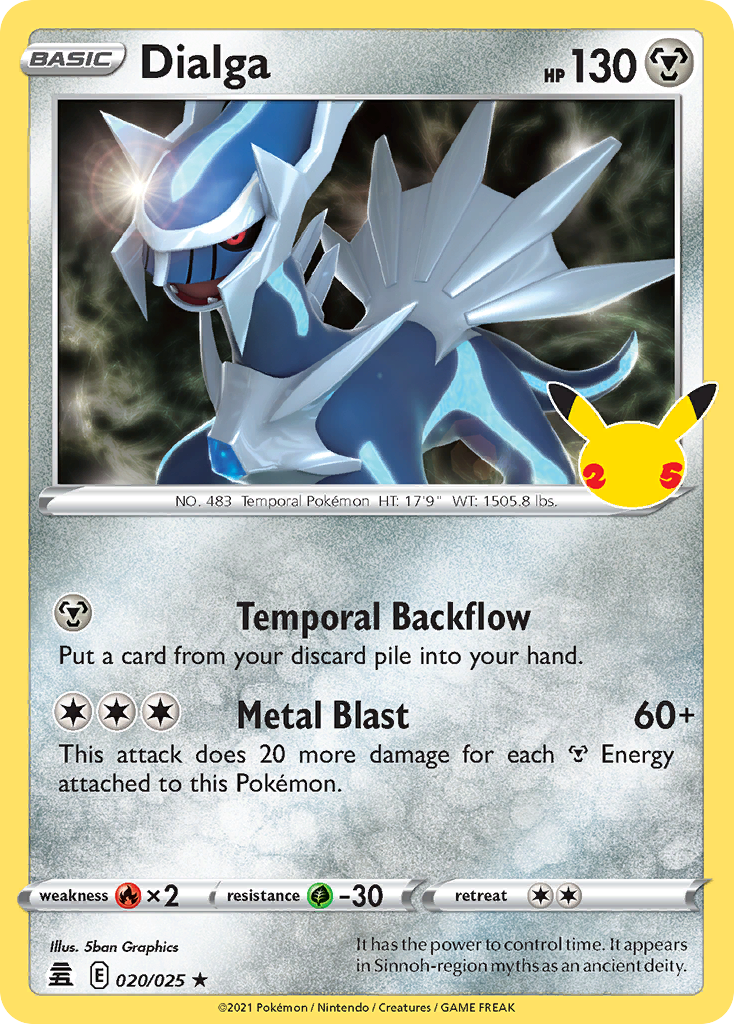 BASIC Dialga HP 130
NO. 483 Temporal Pokémon HT: 17'9" WT: 1505.8 lbs.
25
Temporal Backflow
Put a card from your discard pile into your hand.
Metal Blast 60+
This attack does 20 more damage for each Energy
attached to this Pokémon.
weakness ×2 resistance -30 retreat
Illus. 5ban Graphics
It has the power to control time. It appears
in Sinnoh-region myths as an ancient deity.
E 020/025 ★
©2021 Pokémon / Nintendo / Creatures / GAME FREAK